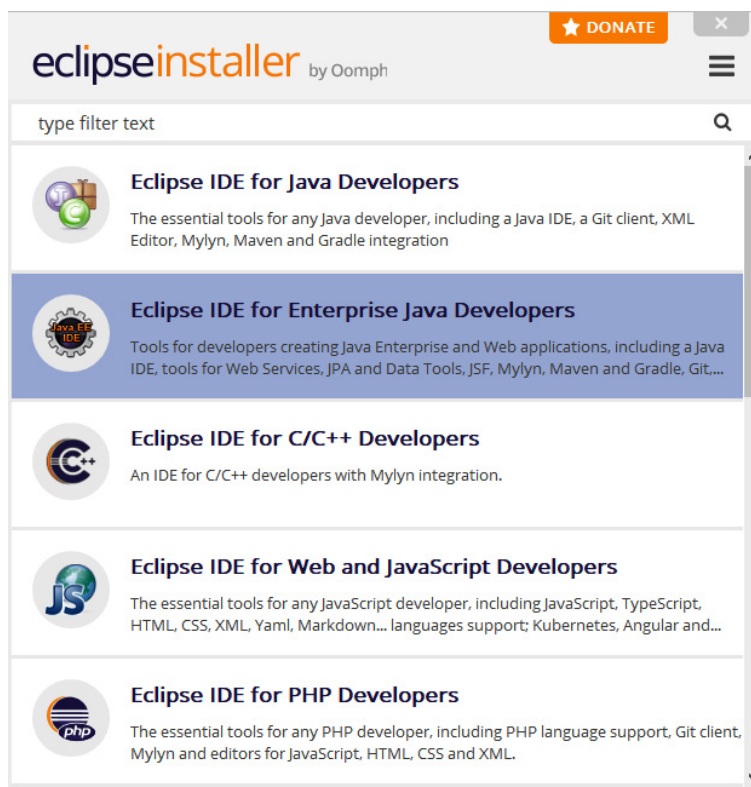 DONATE
eclipseinstaller by Oomph
type filter text
Eclipse IDE for Java Developers
The essential tools for any Java developer, including a Java IDE, a Git client, XML
Editor, Mylyn, Maven and Gradle integration
Java EE
IDE
Eclipse IDE for Enterprise Java Developers
Tools for developers creating Java Enterprise and Web applications, including a Java
IDE, tools for Web Services, JPA and Data Tools, JSF, Mylyn, Maven and Gradle, Git,...
C++
Eclipse IDE for C/C++ Developers
An IDE for C/C++ developers with Mylyn integration.
JS
Eclipse IDE for Web and JavaScript Developers
The essential tools for any JavaScript developer, including JavaScript, TypeScript,
HTML, CSS, XML, Yaml, Markdown... languages support; Kubernetes, Angular and...
php
Eclipse IDE for PHP Developers
The essential tools for any PHP developer, including PHP language support, Git client,
Mylyn and editors for JavaScript, HTML, CSS and XML.